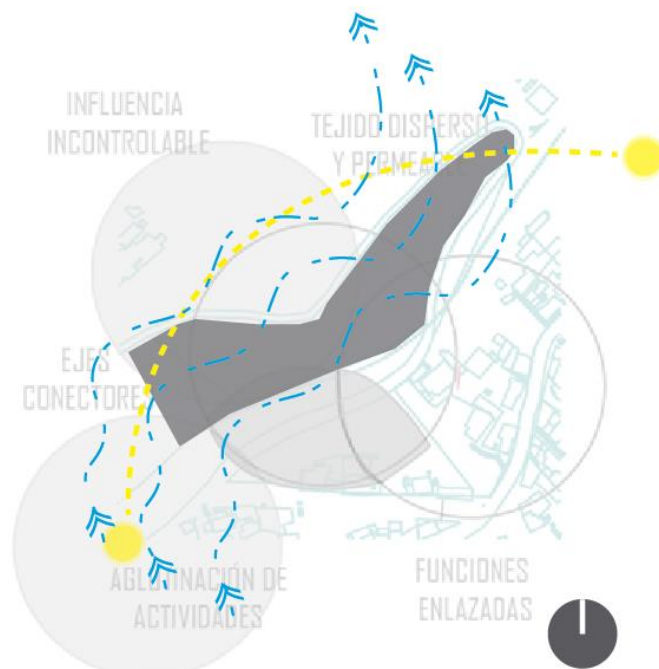 INFLUENCIA
INCONTROLABLE
TEJIDO DISPERSO
Y PERMEABLE
EJES
CONECTORES
AGLUTINACIÓN DE
ACTIVIDADES
FUNCIONES
ENLAZADAS